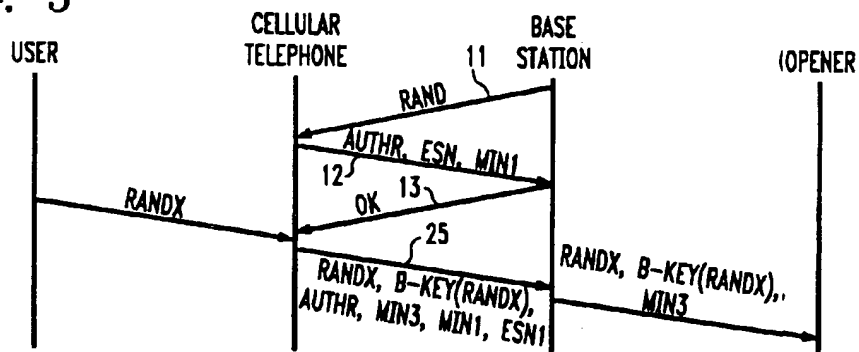 USER
CELLULAR
TELEPHONE
BASE
STATION
(OPENER
11
RAND
AUTHR, ESN, MIN1
12
13
OK
RANDX
25
RANDX, B-KEY(RANDX),
AUTHR, MIN3, MIN1, ESN1
RANDX, B-KEY(RANDX),
MIN3